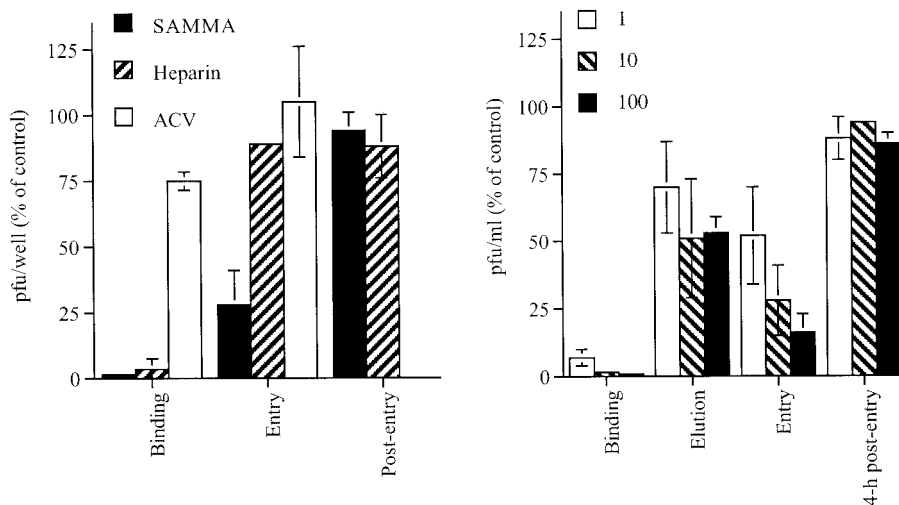 SAMMA
Heparin
ACV
pfu/well (% of control)
125
100
75
50
25
0
Binding
Entry
Post-entry
1
10
100
pfu/ml (% of control)
125
100
75
50
25
0
Binding
Elution
Entry
4-h post-entry